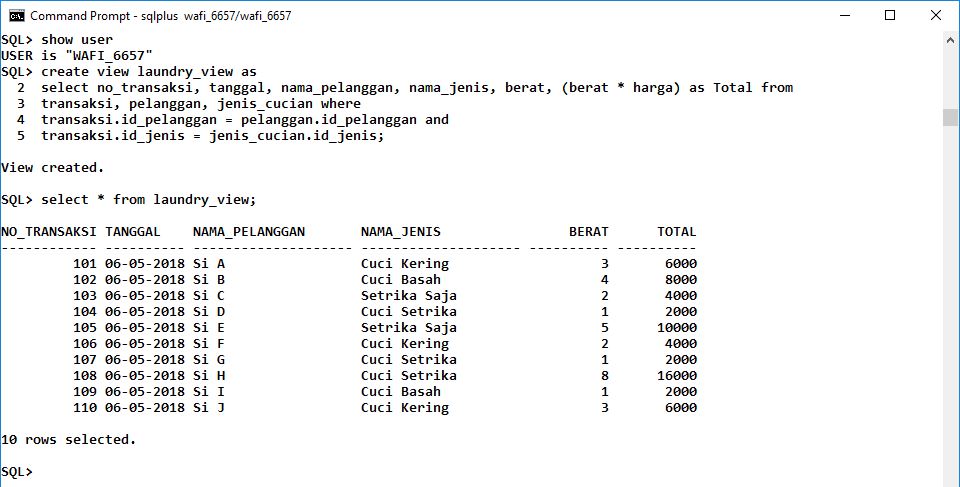 Command Prompt - sqlplus  wafi_6657/wafi_6657
SQL> show user
USER is "WAFI_6657"
SQL> create view laundry_view as
  2  select no_transaksi, tanggal, nama_pelanggan, nama_jenis, berat, (berat * harga) as Total from
  3  transaksi, pelanggan, jenis_cucian where
  4  transaksi.id_pelanggan = pelanggan.id_pelanggan and
  5  transaksi.id_jenis = jenis_cucian.id_jenis;
View created.
SQL> select * from laundry_view;
NO_TRANSAKSI TANGGAL    NAMA_PELANGGAN       NAMA_JENIS                BERAT      TOTAL
------------ ---------- -------------------- -------------------- ---------- ----------
         101 06-05-2018 Si A                 Cuci Kering                   3       6000
         102 06-05-2018 Si B                 Cuci Basah                    4       8000
         103 06-05-2018 Si C                 Setrika Saja                  2       4000
         104 06-05-2018 Si D                 Cuci Setrika                  1       2000
         105 06-05-2018 Si E                 Setrika Saja                  5      10000
         106 06-05-2018 Si F                 Cuci Kering                   2       4000
         107 06-05-2018 Si G                 Cuci Setrika                  1       2000
         108 06-05-2018 Si H                 Cuci Setrika                  8      16000
         109 06-05-2018 Si I                 Cuci Basah                    1       2000
         110 06-05-2018 Si J                 Cuci Kering                   3       6000
10 rows selected.
SQL>